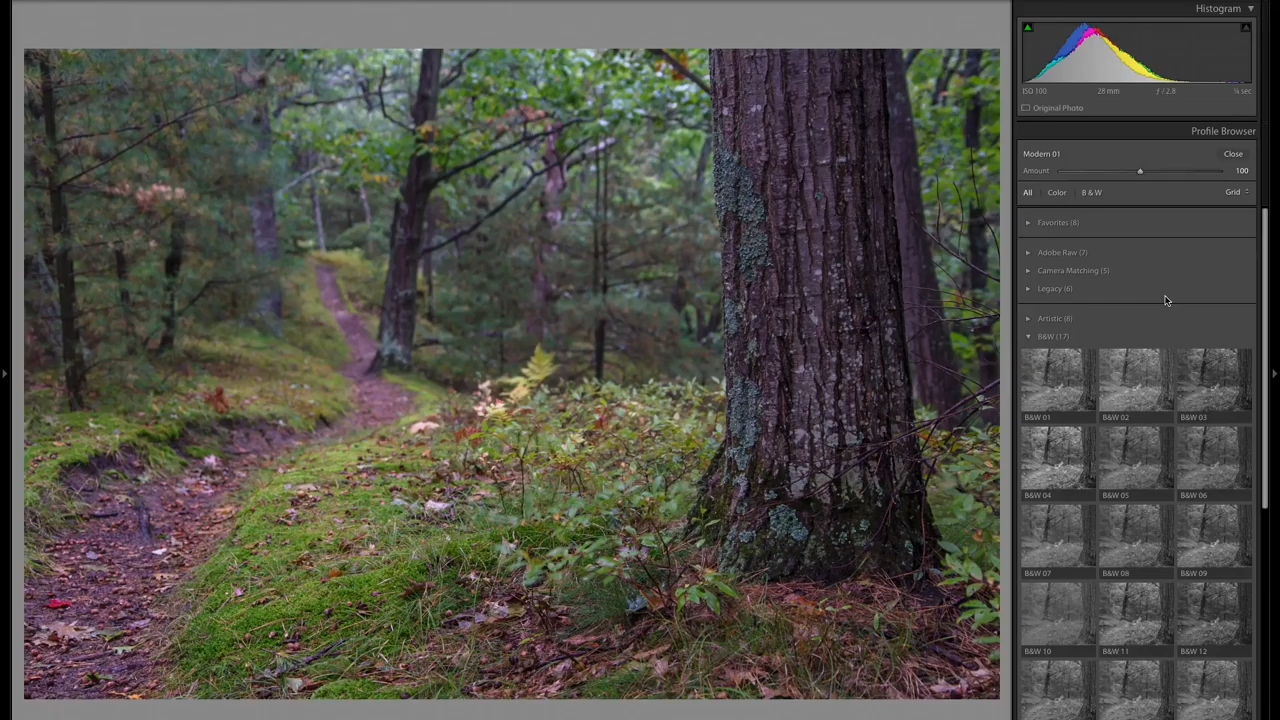 Histogram
ISO 100 28 mm ƒ / 2.8 ¼ sec
Original Photo
Profile Browser
Modern 01 Close
Amount 100
All Color B & W Grid
Favorites (8)
Adobe Raw (7)
Camera Matching (5)
Legacy (6)
Artistic (8)
B&W (17)
B&W 01 B&W 02 B&W 03
B&W 04 B&W 05 B&W 06
B&W 07 B&W 08 B&W 09
B&W 10 B&W 11 B&W 12